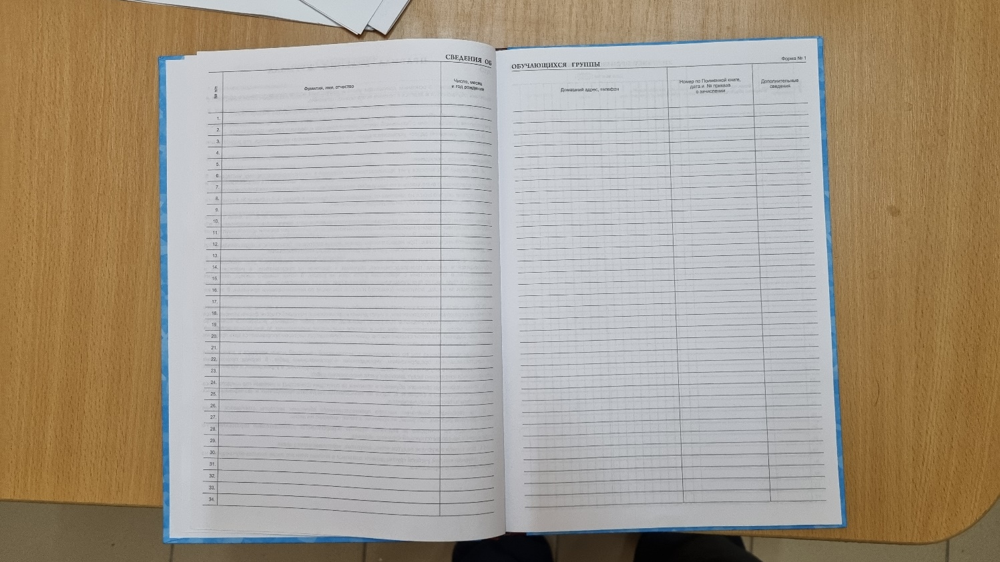 СВЕДЕНИЯ ОБ
№ п/п
Фамилия, имя, отчество
Число, месяц
и год рождения
1.
2.
3.
4.
5.
6.
7.
8.
9.
10.
11.
12.
13.
14.
15.
16.
17.
18.
19.
20.
21.
22.
23.
24.
25.
26.
27.
28.
29.
30.
31.
32.
33.
34.
Форма № 1
ОБУЧАЮЩИХСЯ ГРУППЫ
Домашний адрес, телефон
Номер по Поименной книге,
дата и № приказа
о зачислении
Дополнительные
сведения